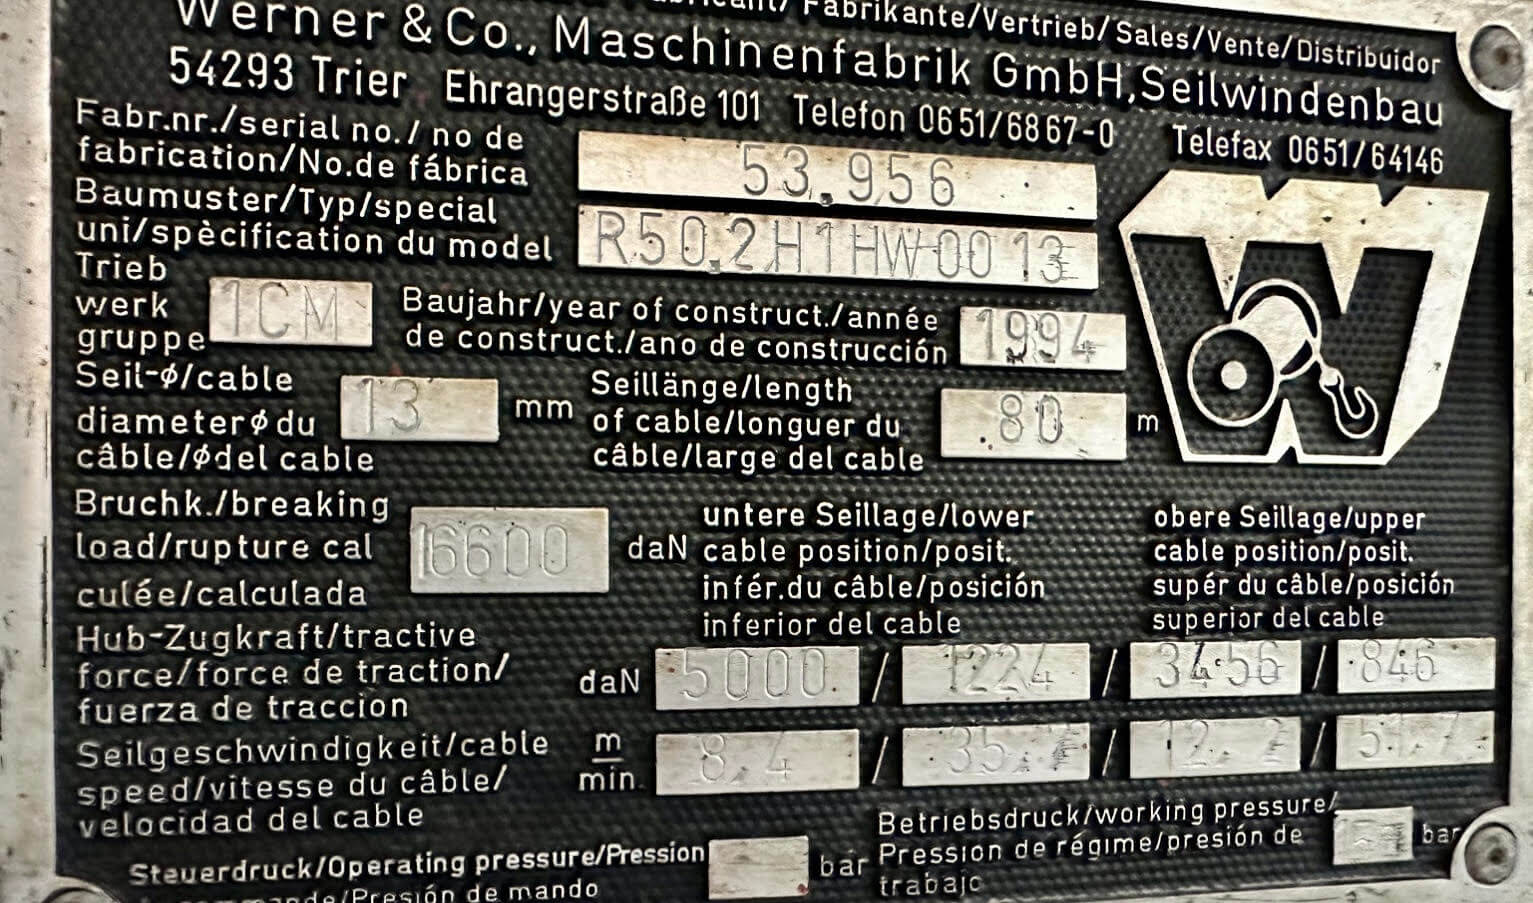 Fabrikante/Vertrieb/Sales/Vente/Distribuidor
Werner & Co., Maschinenfabrik GmbH, Seilwindenbau
54293 Trier Ehrangerstraße 101 Telefon 0651/6867-0 Telefax 0651/64146
Fabr.nr./serial no./ no de
fabrication/No.de fábrica 53.956
Baumuster/Typ/special
uni/spècification du model R50.2H1HW0013
Trieb
werk
gruppe 1CM
Baujahr/year of construct./année
de construct./ano de construcción 1994
Seil-ø/cable
diameter ø du
câble/ødel cable 13 mm
Seillänge/length
of cable/longuer du
câble/large del cable 80 m
Bruchk./breaking
load/rupture cal
culée/calculada 16600 daN
untere Seillage/lower
cable position/posit.
infér.du câble/posición
inferior del cable
obere Seillage/upper
cable position/posit.
supér du câble/posición
superior del cable
Hub-Zugkraft/tractive
force/force de traction/
fuerza de traccion daN 5000 / 1224 / 3456 / 846
Seilgeschwindigkeit/cable
speed/vitesse du câble/
velocidad del cable m/min. 8.4 / / 12.2 / 51.7
Steuerdruck/Operating pressure/Pression
/Presión de mando bar
Betriebsdruck/working pressure/
Pression de régime/presión de
trabajo bar